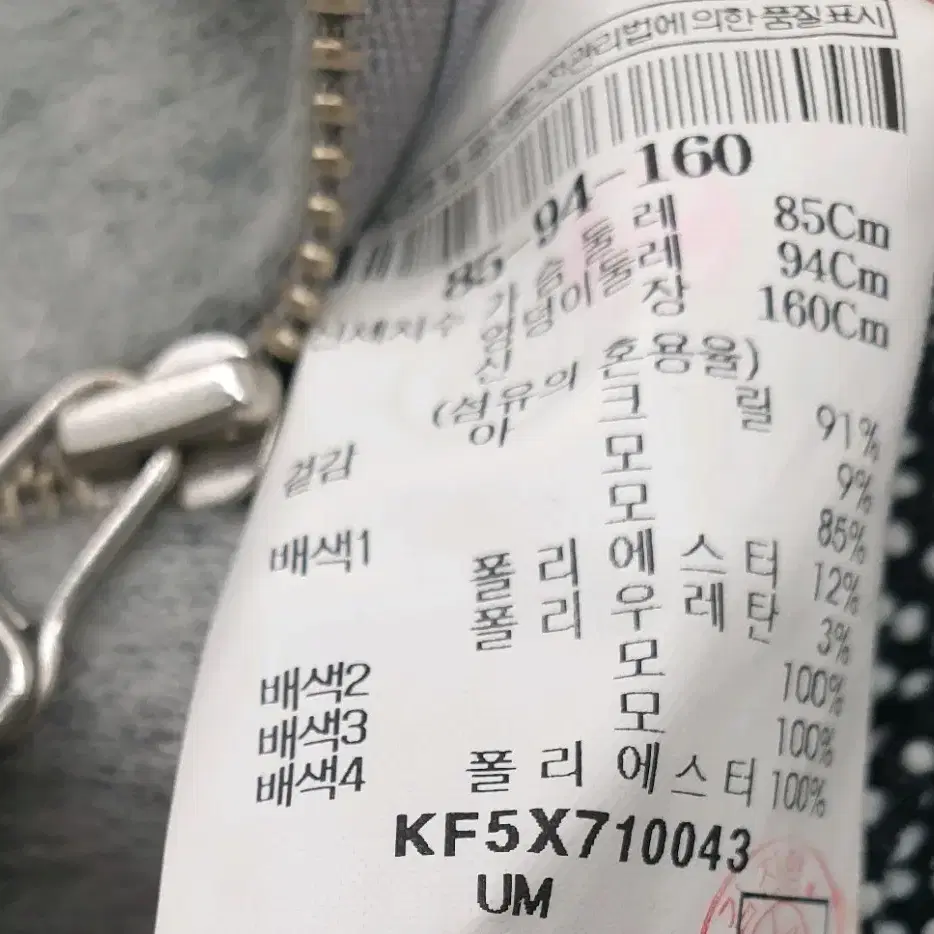 관리법에 의한 품질표시
85-94-160
신체치수 가 슴 둘 레 85Cm
엉덩이둘레 94Cm
신 장 160Cm
(섬유의 혼용율)
겉감 아 크 릴 91%
모 9%
배색1 모 85%
폴 리 에 스 터 12%
폴 리 우 레 탄 3%
배색2 모 100%
배색3 모 100%
배색4 폴 리 에 스 터 100%
KF5X710043
UM